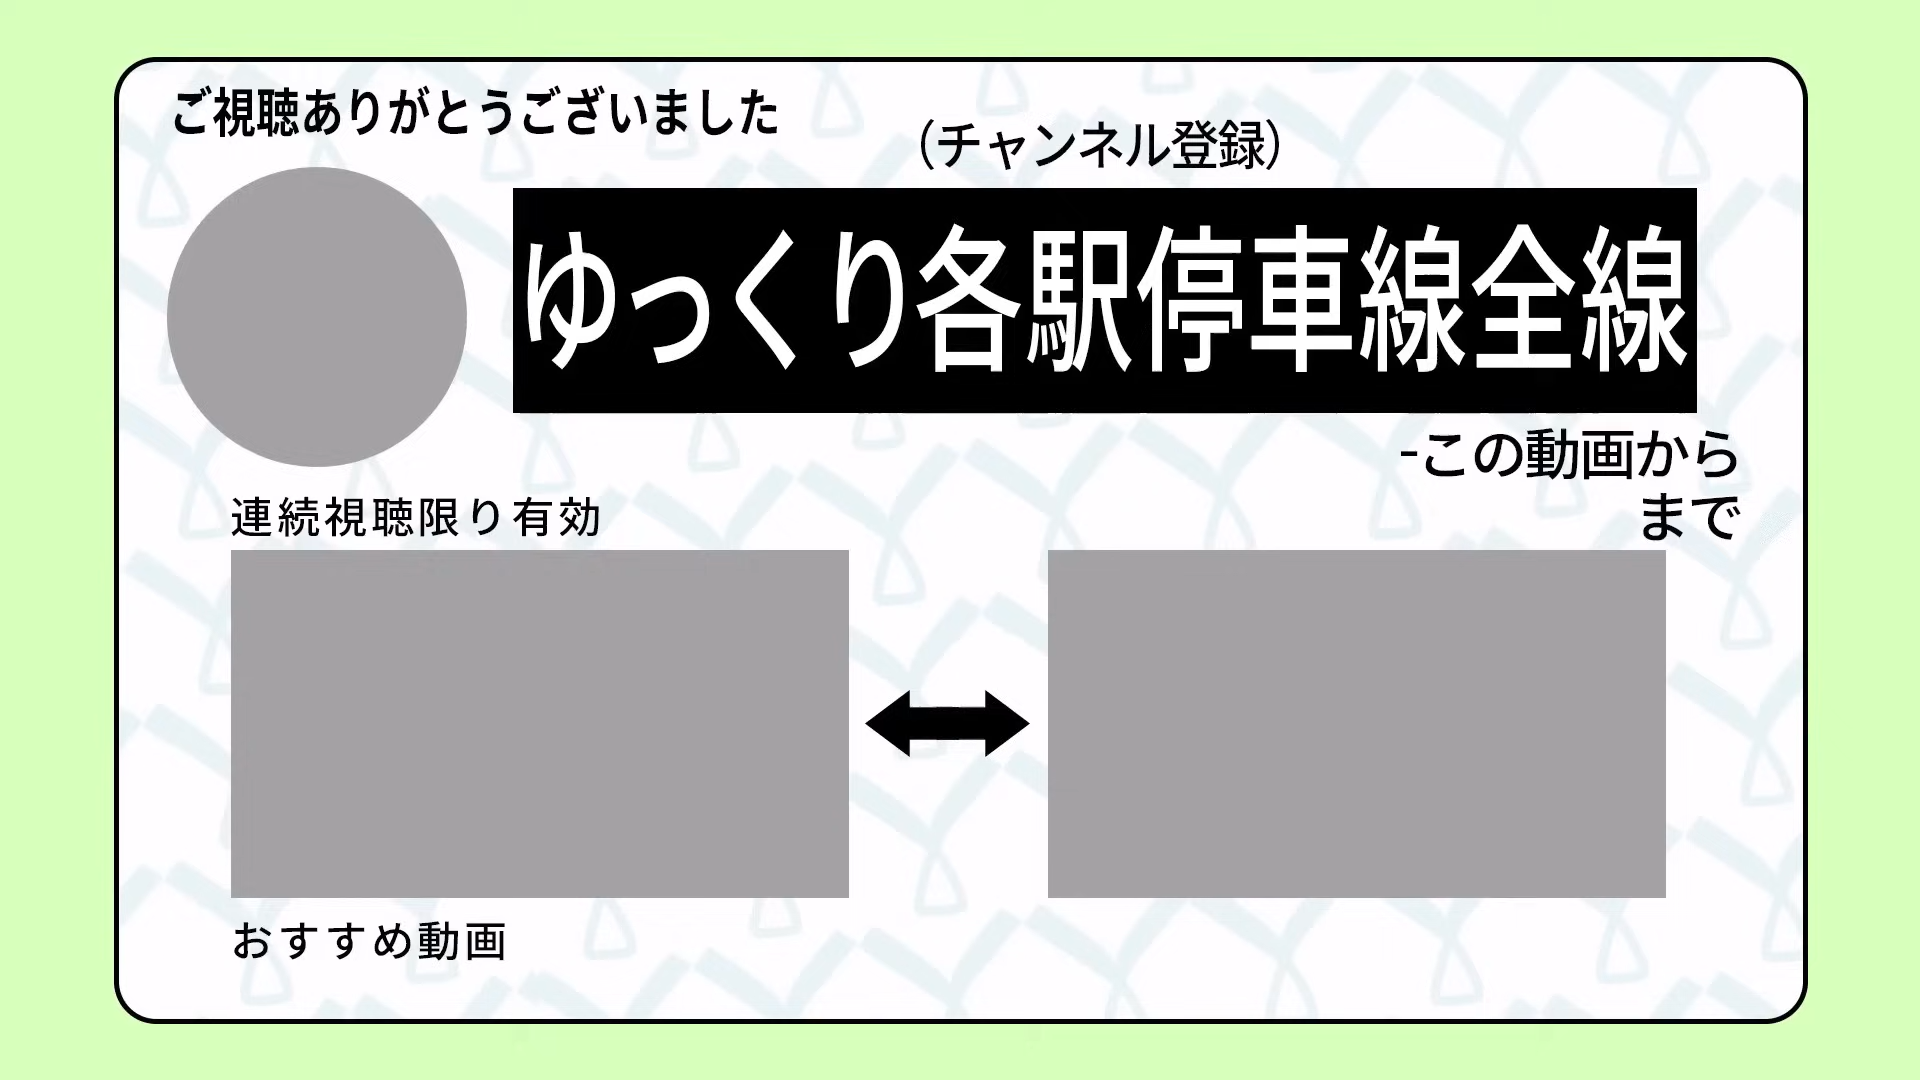 ご視聴ありがとうございました
（チャンネル登録）
ゆっくり各駅停車線全線
-この動画から
まで
連続視聴限り有効
おすすめ動画